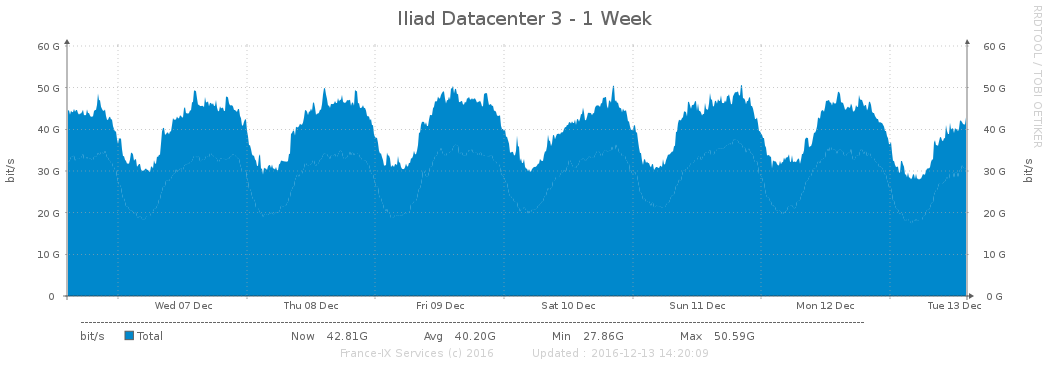 Iliad Datacenter 3 - 1 Week
RRDTOOL / TOBI OETIKER
60 G 60 G
50 G 50 G
40 G 40 G
30 G 30 G
20 G 20 G
10 G 10 G
0 0 G
bit/s bit/s
Wed 07 Dec Thu 08 Dec Fri 09 Dec Sat 10 Dec Sun 11 Dec Mon 12 Dec Tue 13 Dec
bit/s Total Now 42.81G Avg 40.20G Min 27.86G Max 50.59G
France-IX Services (c) 2016 Updated : 2016-12-13 14:20:09